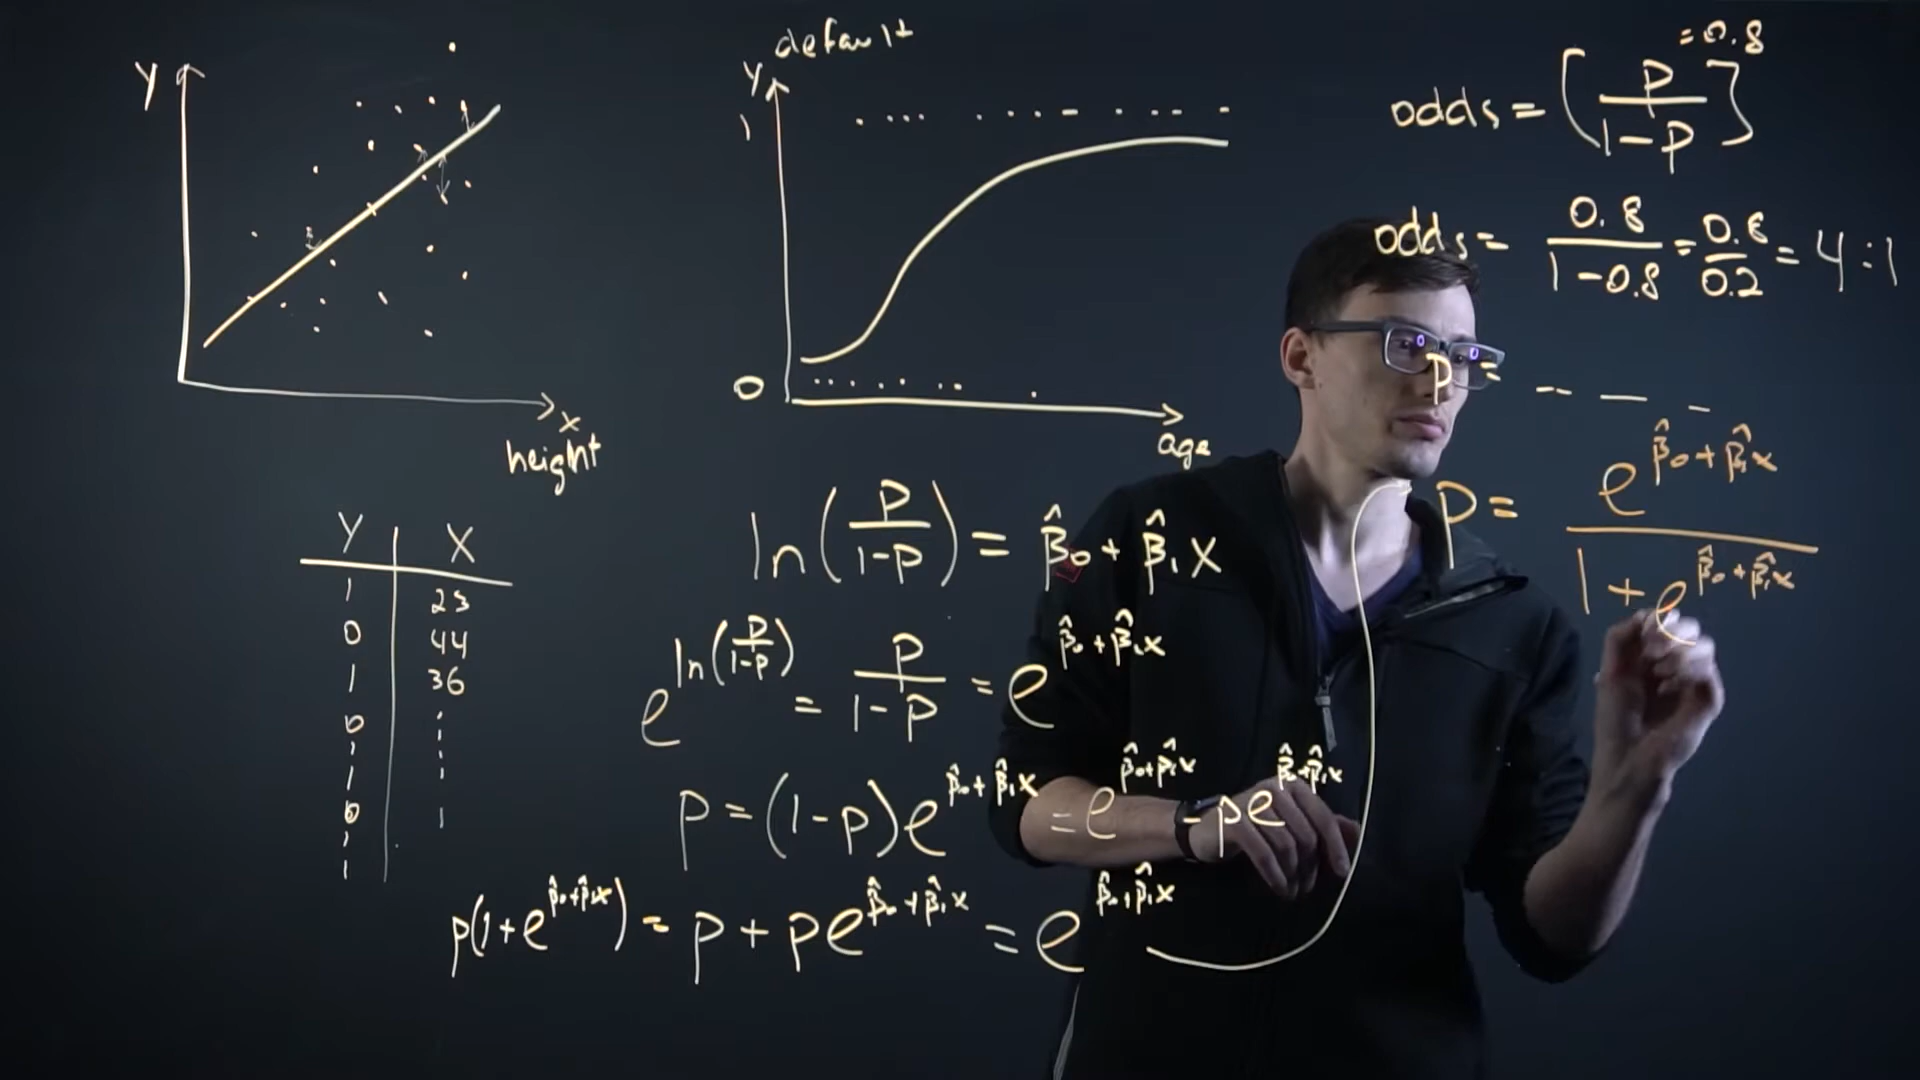 Y
x
height
default
Y
1
0
age
odds = [p/(1-p)]^8 = 0.8
odds = 0.8/(1-0.8) = 0.8/0.2 = 4:1
p = -- — –
p = e^(β̂₀+β̂₁x)/(1+e^(β̂₀+β̂₁x))
Y X
1 23
0 44
1 36
0
1
0
1
ln(p/(1-p)) = β̂₀+β̂₁x
e^ln(p/(1-p)) = p/(1-p) = e^(β̂₀+β̂₁x)
p = (1-p)e^(β̂₀+β̂₁x) = e^(β̂₀+β̂₁x) - pe^(β̂₀+β̂₁x)
p(1+e^(β̂₀+β̂₁x)) = p + pe^(β̂₀+β̂₁x) = e^(β̂₀+β̂₁x)